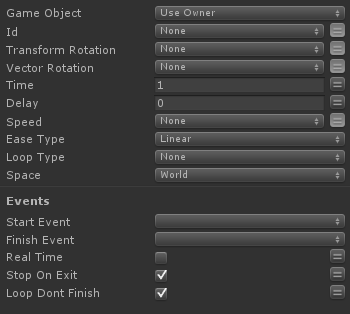 Game Object Use Owner
Id None
Transform Rotation None
Vector Rotation None
Time 1
Delay 0
Speed None
Ease Type Linear
Loop Type None
Space World
Events
Start Event
Finish Event
Real Time
Stop On Exit
Loop Dont Finish